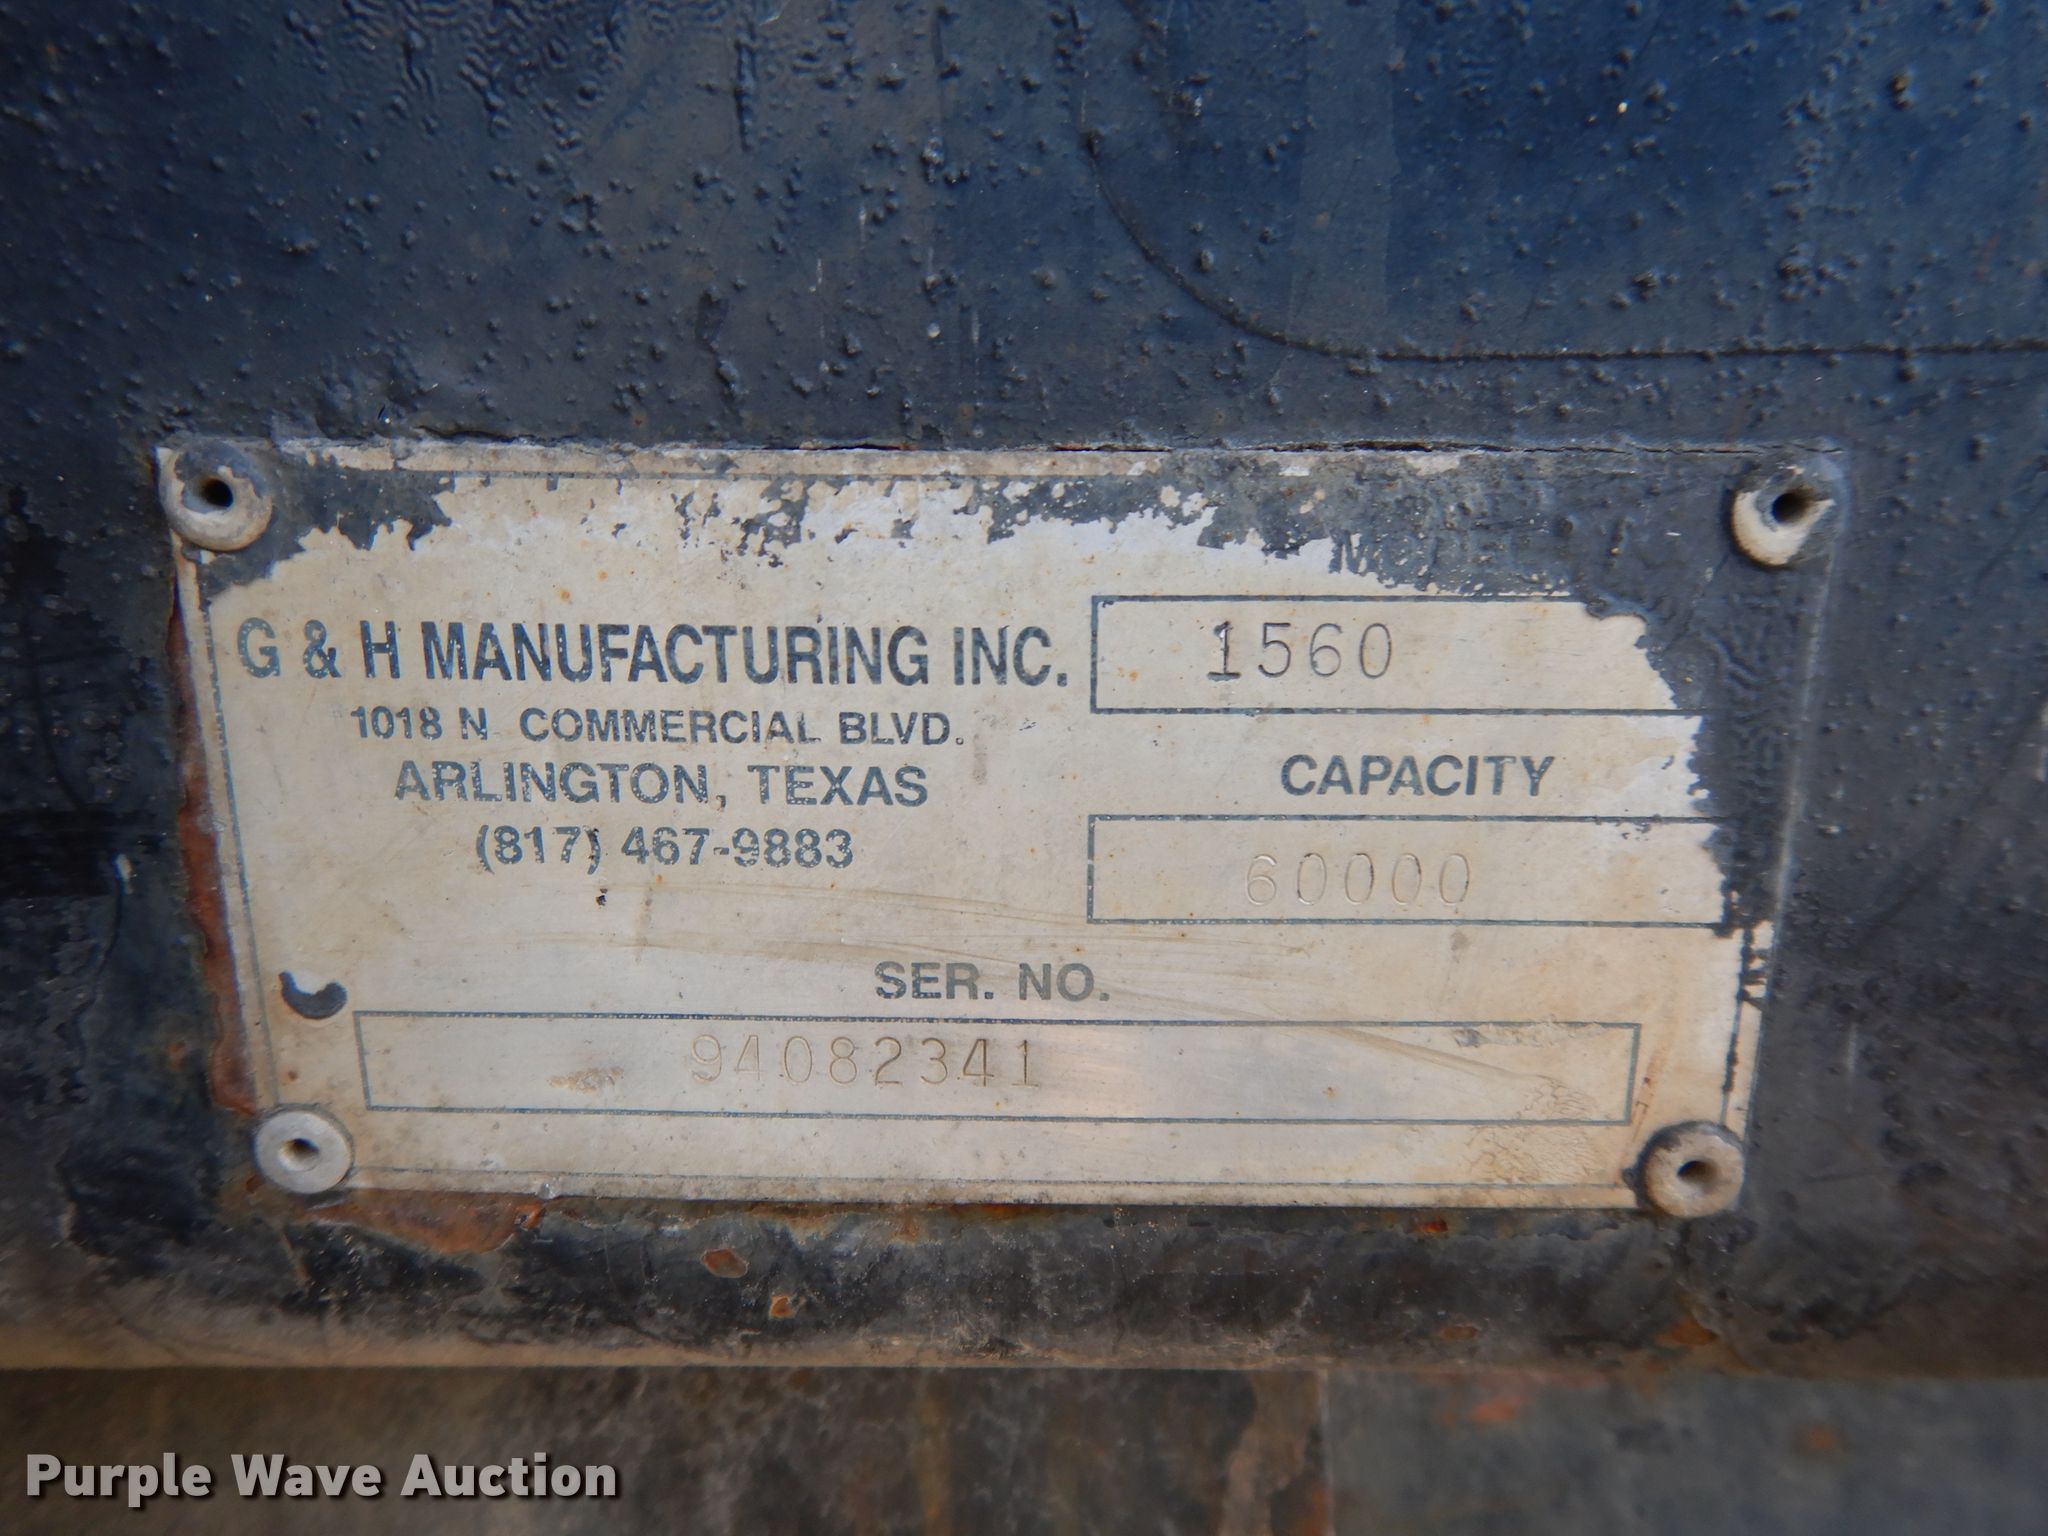 G & H MANUFACTURING INC.
1018 N. COMMERCIAL BLVD.
ARLINGTON, TEXAS
(817) 467-9883
MODEL
1560
CAPACITY
60000
SER. NO.
94082341
Purple Wave Auction